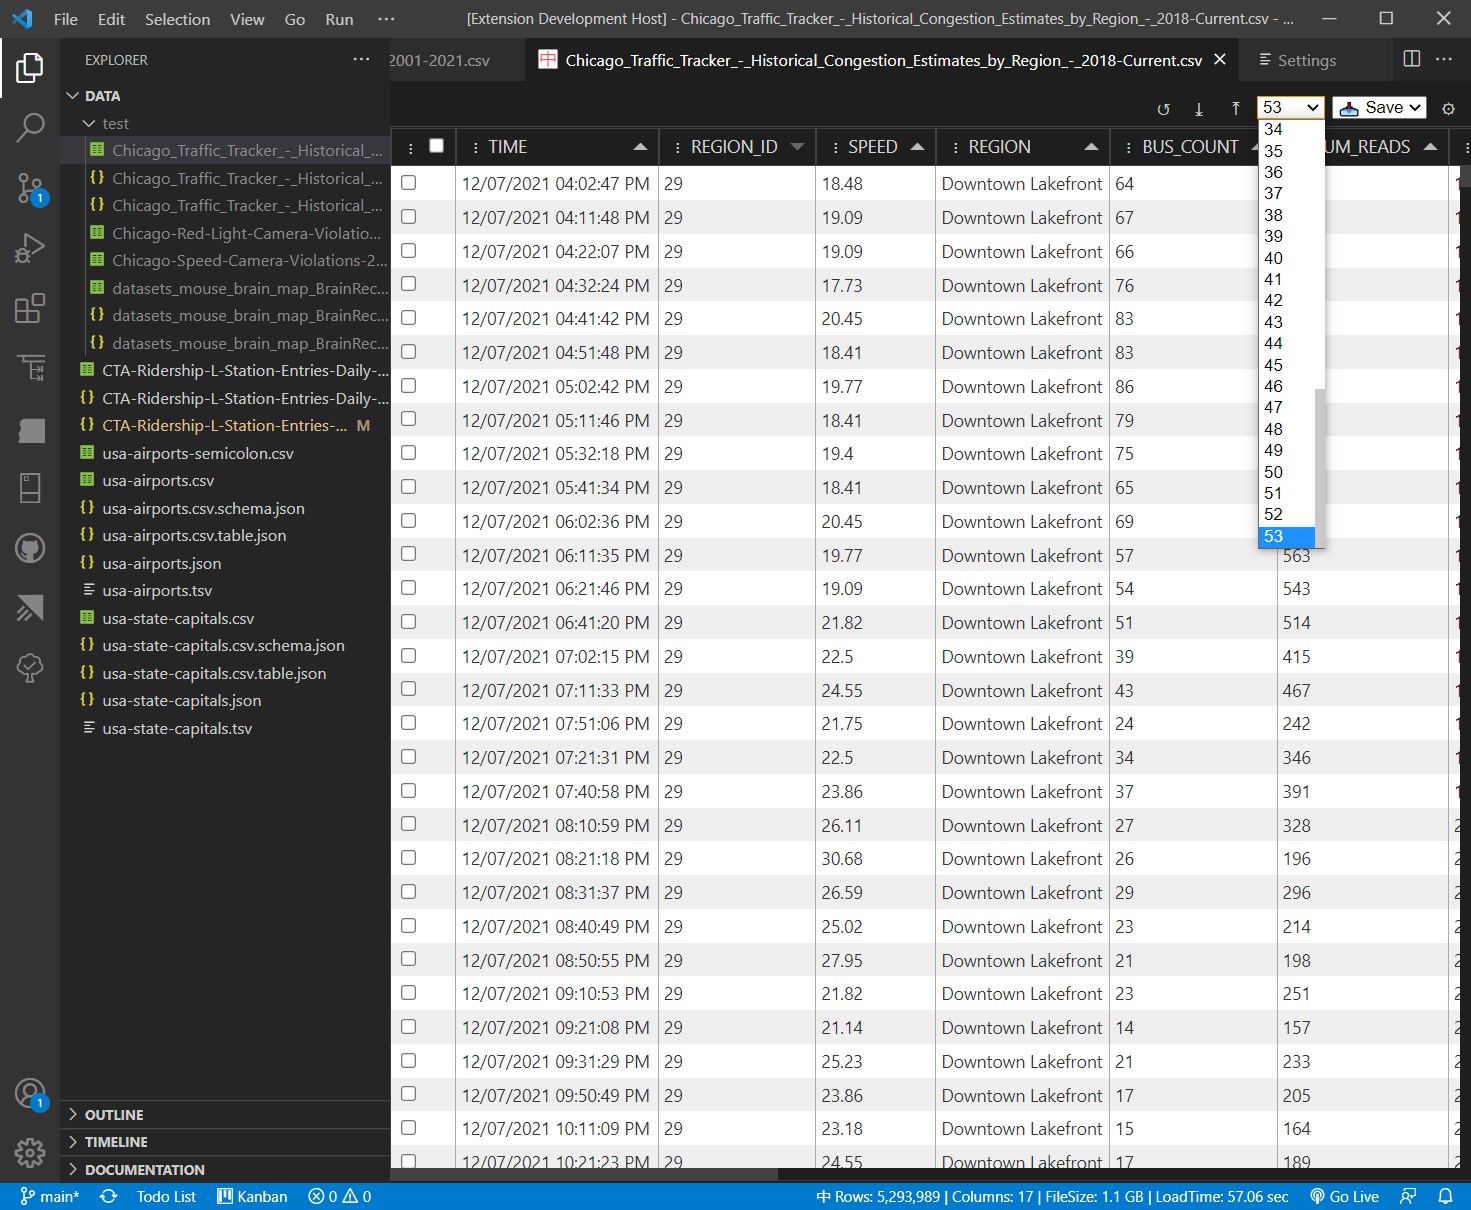 File Edit Selection View Go Run ··· [Extension Development Host] - Chicago_Traffic_Tracker_-_Historical_Congestion_Estimates_by_Region_-_2018-Current.csv - ...
EXPLORER ···
2001-2021.csv
Chicago_Traffic_Tracker_-_Historical_Congestion_Estimates_by_Region_-_2018-Current.csv
Settings ···
DATA
test
Chicago_Traffic_Tracker_-_Historical_...
Chicago_Traffic_Tracker_-_Historical_...
Chicago_Traffic_Tracker_-_Historical_...
Chicago-Red-Light-Camera-Violatio...
Chicago-Speed-Camera-Violations-2...
datasets_mouse_brain_map_BrainRec...
datasets_mouse_brain_map_BrainRec...
datasets_mouse_brain_map_BrainRec...
CTA-Ridership-L-Station-Entries-Daily-...
CTA-Ridership-L-Station-Entries-Daily-...
CTA-Ridership-L-Station-Entries-... M
usa-airports-semicolon.csv
usa-airports.csv
usa-airports.csv.schema.json
usa-airports.csv.table.json
usa-airports.json
usa-airports.tsv
usa-state-capitals.csv
usa-state-capitals.csv.schema.json
usa-state-capitals.csv.table.json
usa-state-capitals.json
usa-state-capitals.tsv
OUTLINE
TIMELINE
DOCUMENTATION
1
1
53 Save
34
35
36
37
38
39
40
41
42
43
44
45
46
47
48
49
50
51
52
53
TIME REGION_ID SPEED REGION BUS_COUNT UM_READS
12/07/2021 04:02:47 PM 29 18.48 Downtown Lakefront 64
12/07/2021 04:11:48 PM 29 19.09 Downtown Lakefront 67
12/07/2021 04:22:07 PM 29 19.09 Downtown Lakefront 66
12/07/2021 04:32:24 PM 29 17.73 Downtown Lakefront 76
12/07/2021 04:41:42 PM 29 20.45 Downtown Lakefront 83
12/07/2021 04:51:48 PM 29 18.41 Downtown Lakefront 83
12/07/2021 05:02:42 PM 29 19.77 Downtown Lakefront 86
12/07/2021 05:11:46 PM 29 18.41 Downtown Lakefront 79
12/07/2021 05:32:18 PM 29 19.4 Downtown Lakefront 75
12/07/2021 05:41:34 PM 29 18.41 Downtown Lakefront 65
12/07/2021 06:02:36 PM 29 20.45 Downtown Lakefront 69
12/07/2021 06:11:35 PM 29 19.77 Downtown Lakefront 57 563
12/07/2021 06:21:46 PM 29 19.09 Downtown Lakefront 54 543
12/07/2021 06:41:20 PM 29 21.82 Downtown Lakefront 51 514
12/07/2021 07:02:15 PM 29 22.5 Downtown Lakefront 39 415
12/07/2021 07:11:33 PM 29 24.55 Downtown Lakefront 43 467
12/07/2021 07:51:06 PM 29 21.75 Downtown Lakefront 24 242
12/07/2021 07:21:31 PM 29 22.5 Downtown Lakefront 34 346
12/07/2021 07:40:58 PM 29 23.86 Downtown Lakefront 37 391
12/07/2021 08:10:59 PM 29 26.11 Downtown Lakefront 27 328
12/07/2021 08:21:18 PM 29 30.68 Downtown Lakefront 26 196
12/07/2021 08:31:37 PM 29 26.59 Downtown Lakefront 29 296
12/07/2021 08:40:49 PM 29 25.02 Downtown Lakefront 23 214
12/07/2021 08:50:55 PM 29 27.95 Downtown Lakefront 21 198
12/07/2021 09:10:53 PM 29 21.82 Downtown Lakefront 23 251
12/07/2021 09:21:08 PM 29 21.14 Downtown Lakefront 14 157
12/07/2021 09:31:29 PM 29 25.23 Downtown Lakefront 21 233
12/07/2021 09:50:49 PM 29 23.86 Downtown Lakefront 17 205
12/07/2021 10:11:09 PM 29 23.18 Downtown Lakefront 15 164
12/07/2021 10:21:23 PM 29 24.55 Downtown Lakefront 17 189
main* Todo List Kanban 0 0 中 Rows: 5,293,989 | Columns: 17 | FileSize: 1.1 GB | LoadTime: 57.06 sec Go Live